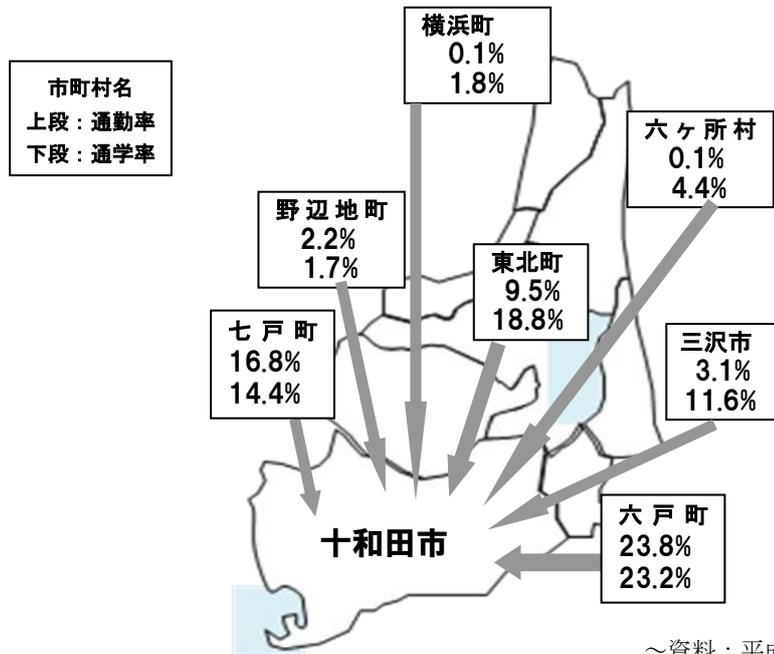 横浜町
0.1%
1.8%
市町村名
上段：通勤率
下段：通学率
六ヶ所村
0.1%
4.4%
野辺地町
2.2%
1.7%
東北町
9.5%
18.8%
七戸町
16.8%
14.4%
三沢市
3.1%
11.6%
六戸町
23.8%
23.2%
十和田市
～資料：平成